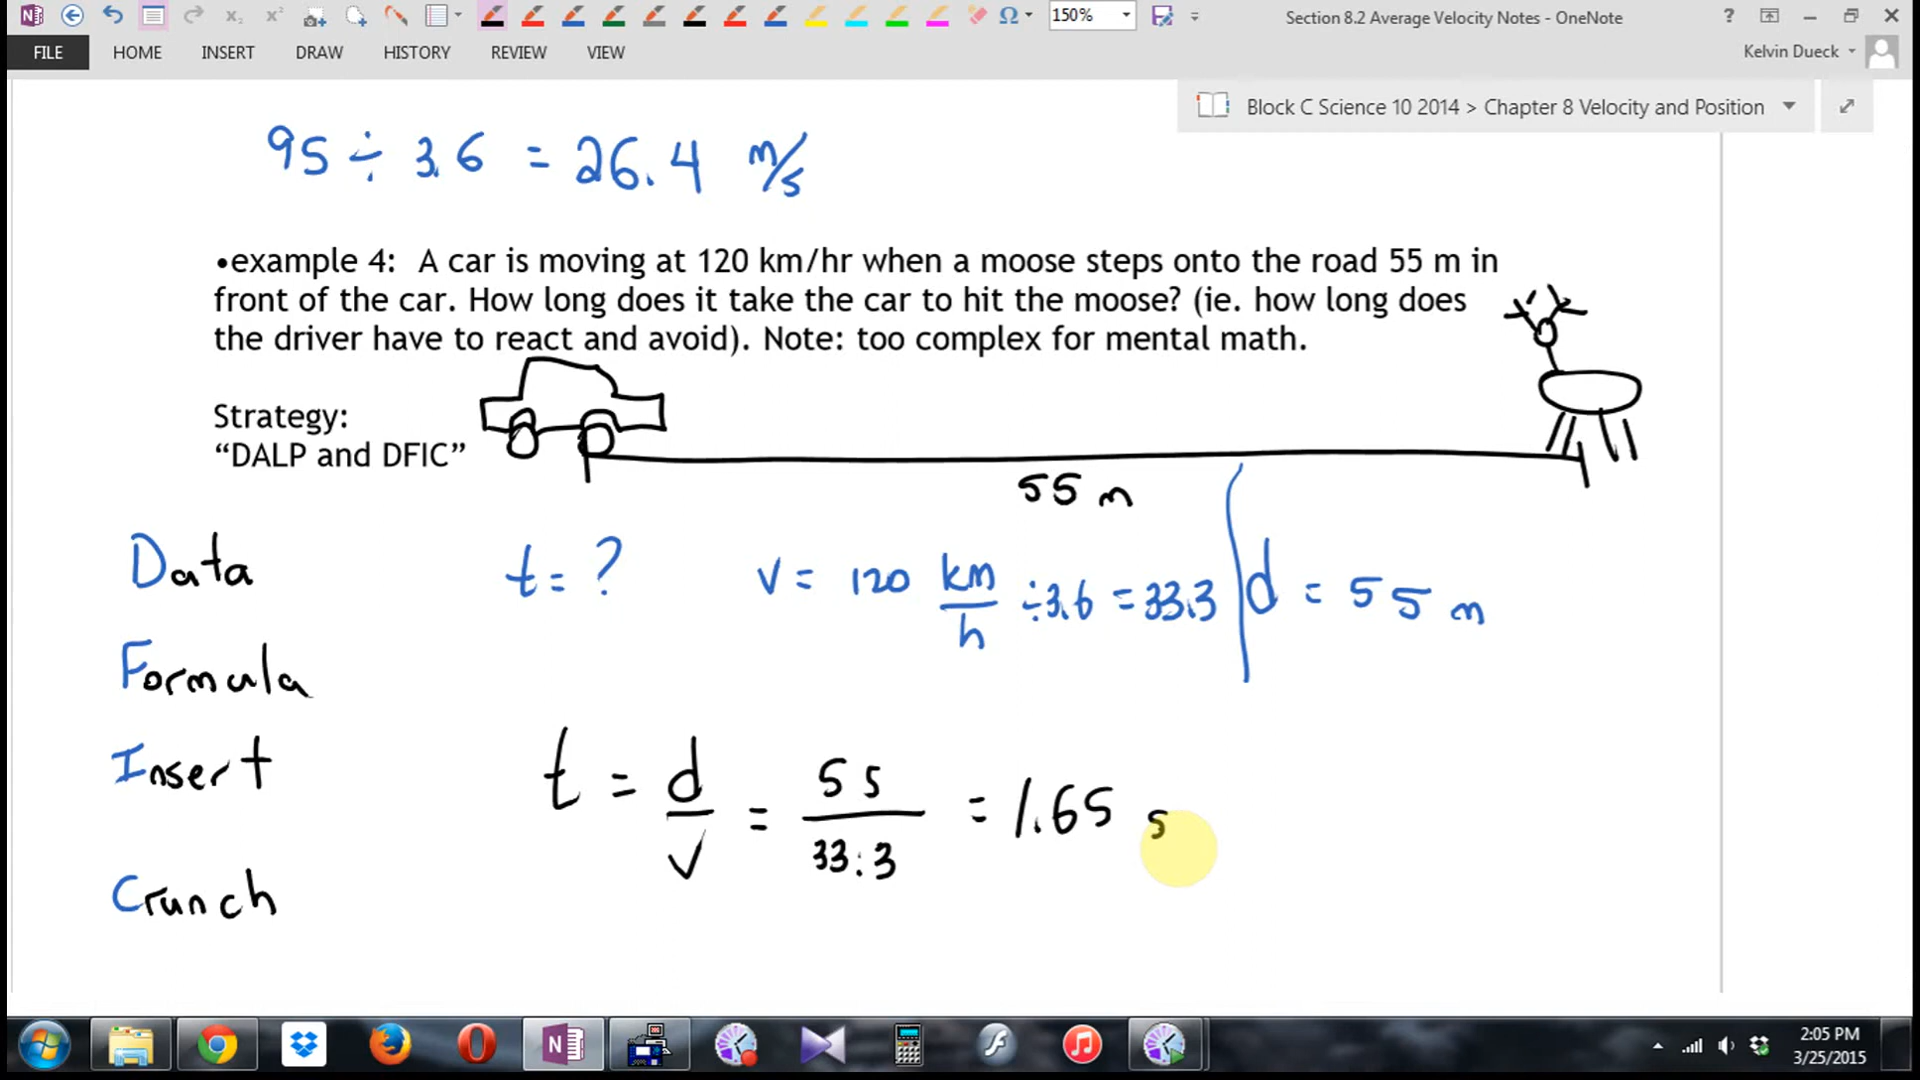 150%
Section 8.2 Average Velocity Notes - OneNote
FILE HOME INSERT DRAW HISTORY REVIEW VIEW
Kelvin Dueck
Block C Science 10 2014 > Chapter 8 Velocity and Position
95 ÷ 3.6 = 26.4 m/s
•example 4: A car is moving at 120 km/hr when a moose steps onto the road 55 m in
front of the car. How long does it take the car to hit the moose? (ie. how long does
the driver have to react and avoid). Note: too complex for mental math.
Strategy:
“DALP and DFIC”
55 m
Data t = ? v = 120 km/h ÷3.6 = 33.3 d = 55 m
Formula
Insert
t = d/v = 55/33.3 = 1.65 s
Crunch
2:05 PM
3/25/2015